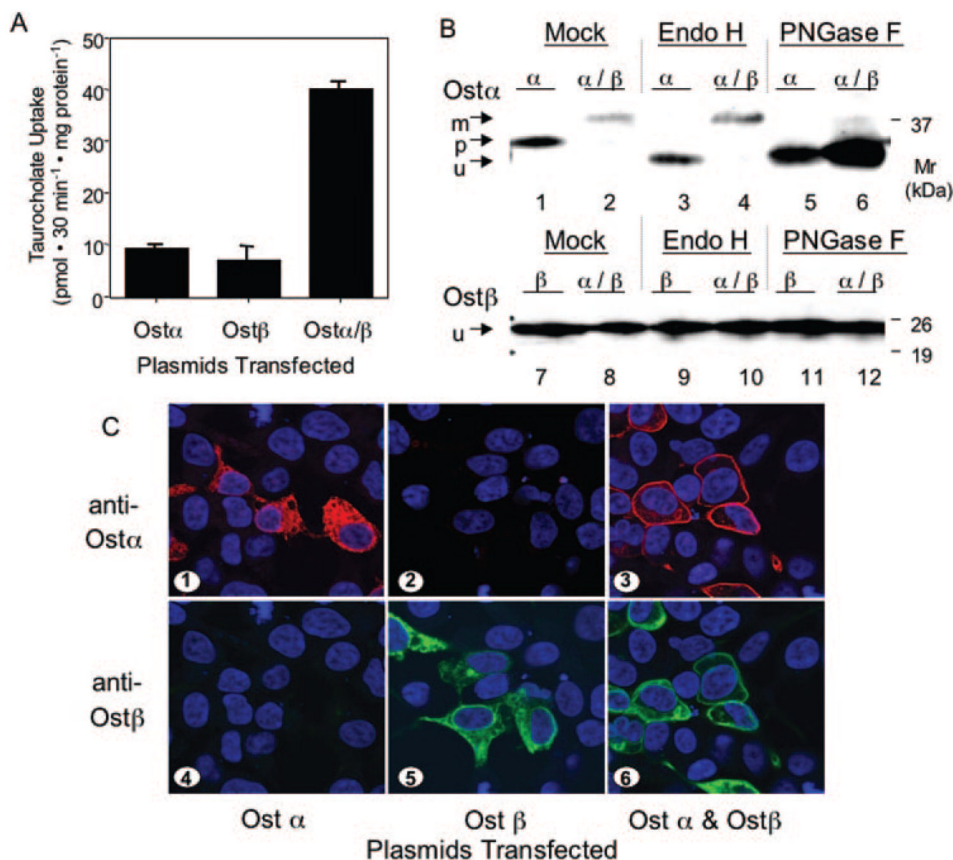 A
Taurocholate Uptake
(pmol • 30 min⁻¹ • mg protein⁻¹)
50
40
30
20
10
0
Ostα
Ostβ
Ostα/β
Plasmids Transfected
B
Mock
Endo H
PNGase F
Ostα
α
α / β
α
α / β
α
α / β
m
p
u
37
Mr
(kDa)
1
2
3
4
5
6
Mock
Endo H
PNGase F
Ostβ
β
α / β
β
α / β
β
α / β
u
26
19
7
8
9
10
11
12
C
anti-
Ostα
1
2
3
anti-
Ostβ
4
5
6
Ost α
Ost β
Ost α & Ostβ
Plasmids Transfected